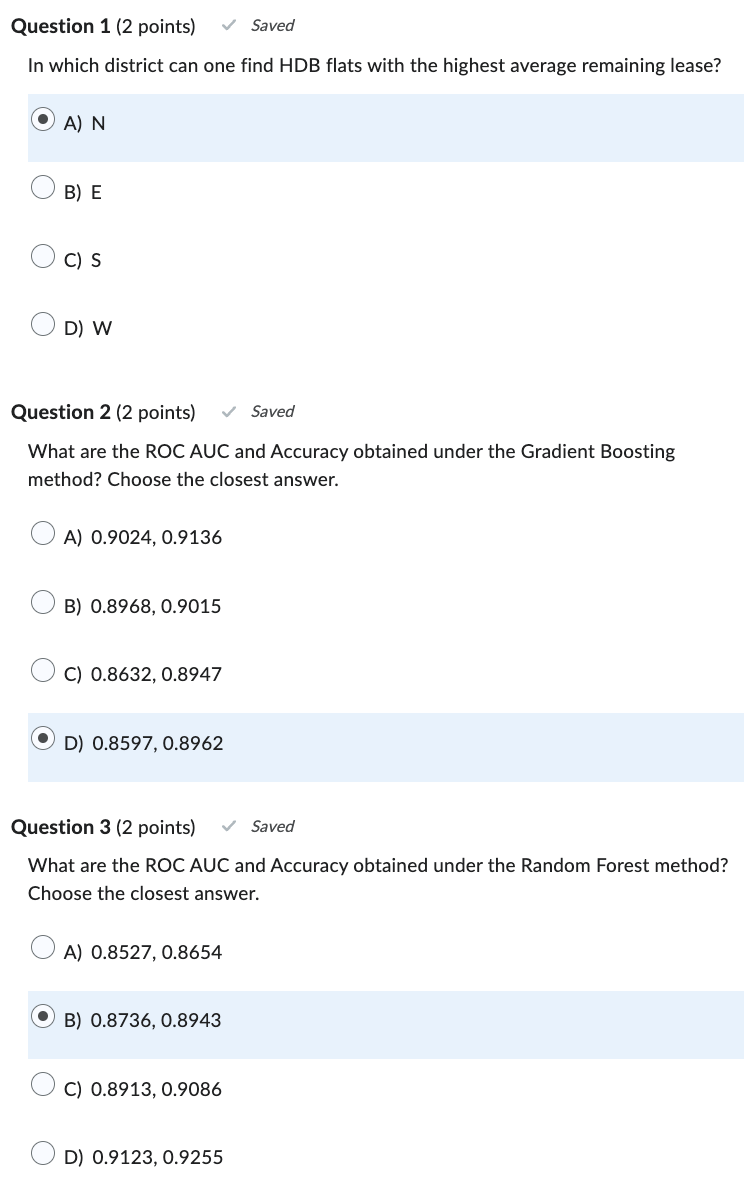 Question 1 (2 points) ✓ Saved
In which district can one find HDB flats with the highest average remaining lease?
A) N
B) E
C) S
D) W
Question 2 (2 points) ✓ Saved
What are the ROC AUC and Accuracy obtained under the Gradient Boosting
method? Choose the closest answer.
A) 0.9024, 0.9136
B) 0.8968, 0.9015
C) 0.8632, 0.8947
D) 0.8597, 0.8962
Question 3 (2 points) ✓ Saved
What are the ROC AUC and Accuracy obtained under the Random Forest method?
Choose the closest answer.
A) 0.8527, 0.8654
B) 0.8736, 0.8943
C) 0.8913, 0.9086
D) 0.9123, 0.9255